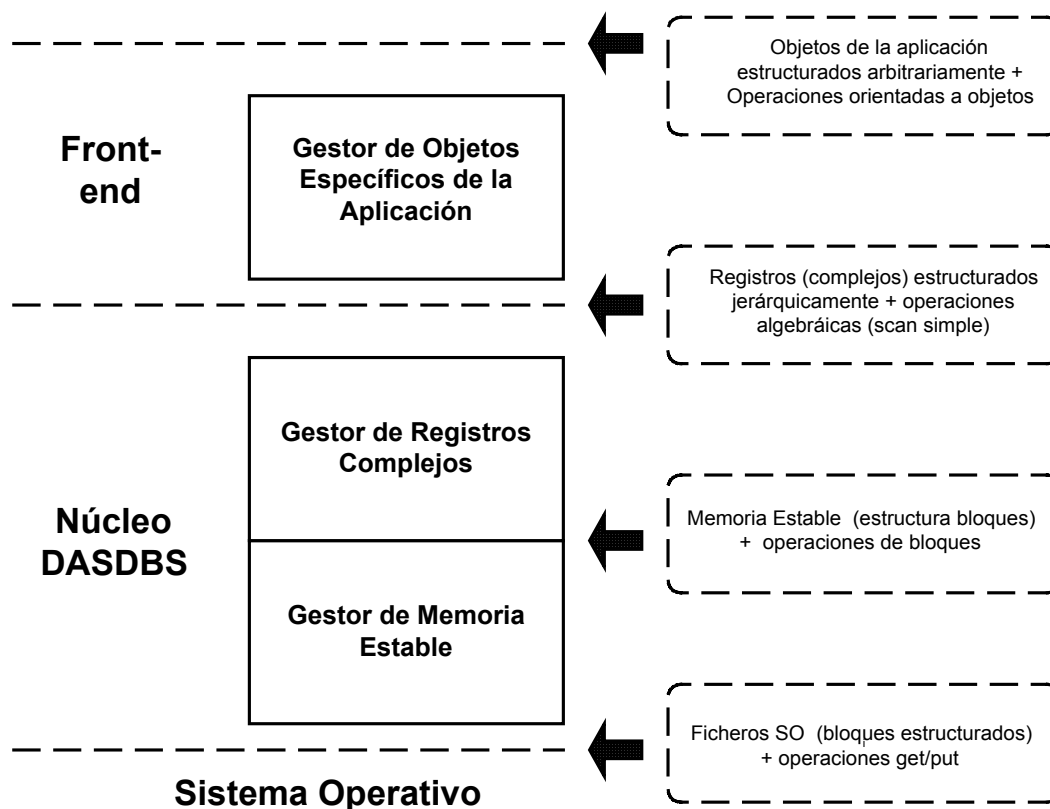 Objetos de la aplicación
estructurados arbitrariamente +
Operaciones orientadas a objetos
Front-
end
Gestor de Objetos
Específicos de la
Aplicación
Registros (complejos) estructurados
jerárquicamente + operaciones
algebráicas (scan simple)
Núcleo
DASDBS
Gestor de Registros
Complejos
Memoria Estable (estructura bloques)
+ operaciones de bloques
Gestor de Memoria
Estable
Ficheros SO (bloques estructurados)
+ operaciones get/put
Sistema Operativo